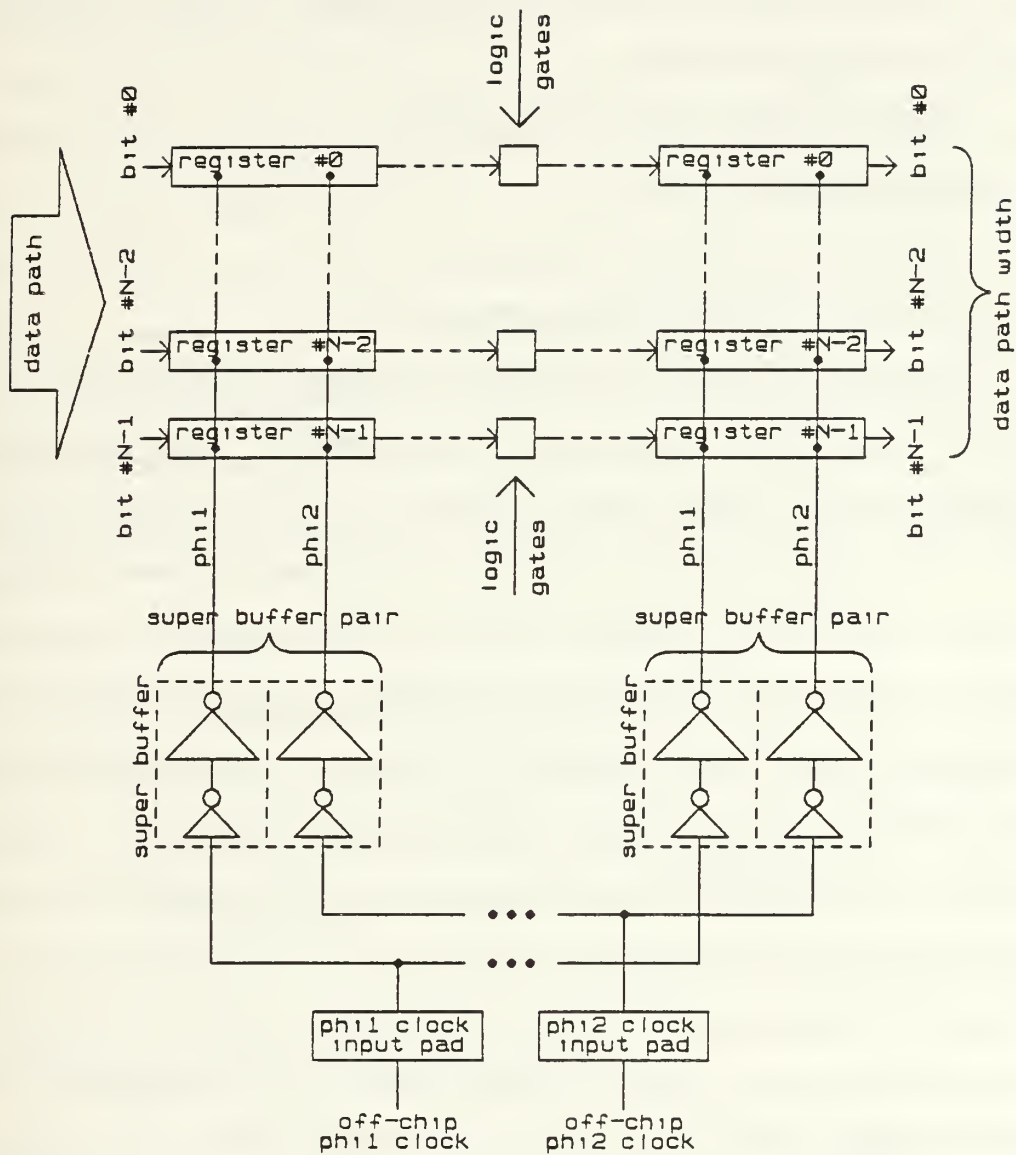 logic
gates
bit #0
bit #N-2
bit #N-1
data path
register #0
register #N-2
register #N-1
register #0
register #N-2
register #N-1
bit #0
bit #N-2
bit #N-1
data path width
logic
gates
phi1
phi2
phi1
phi2
super buffer pair
super buffer pair
super buffer
super buffer
phi1 clock
input pad
phi2 clock
input pad
off-chip
phi1 clock
off-chip
phi2 clock